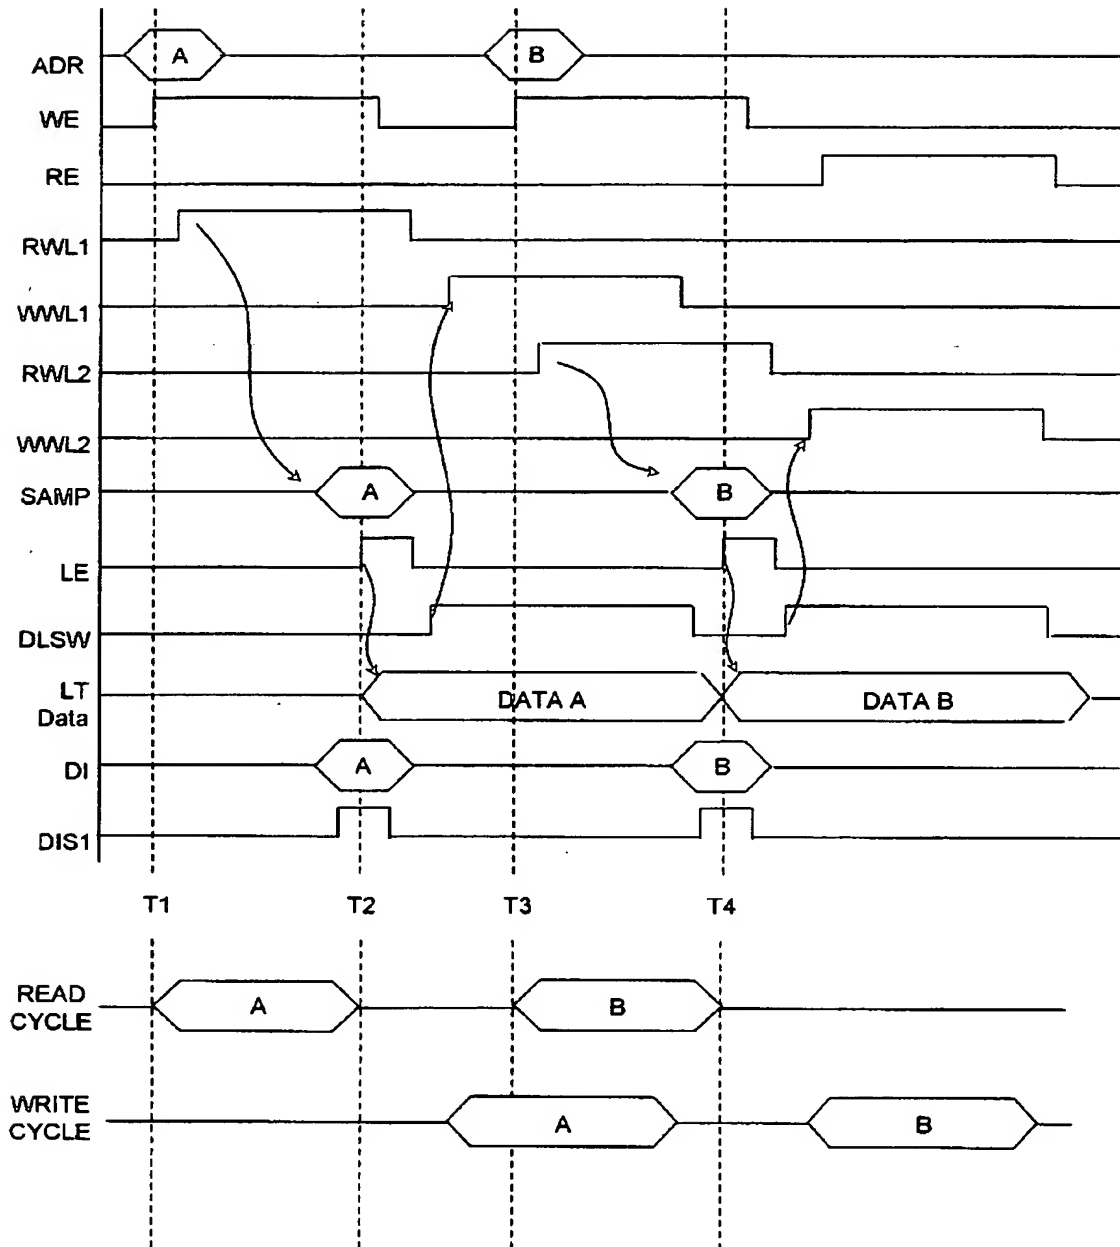 ADR
A
B
WE
RE
RWL1
WWL1
RWL2
WWL2
SAMP
A
B
LE
DLSW
LT
Data
DATA A
DATA B
DI
A
B
DIS1
T1
T2
T3
T4
READ
CYCLE
A
B
WRITE
CYCLE
A
B